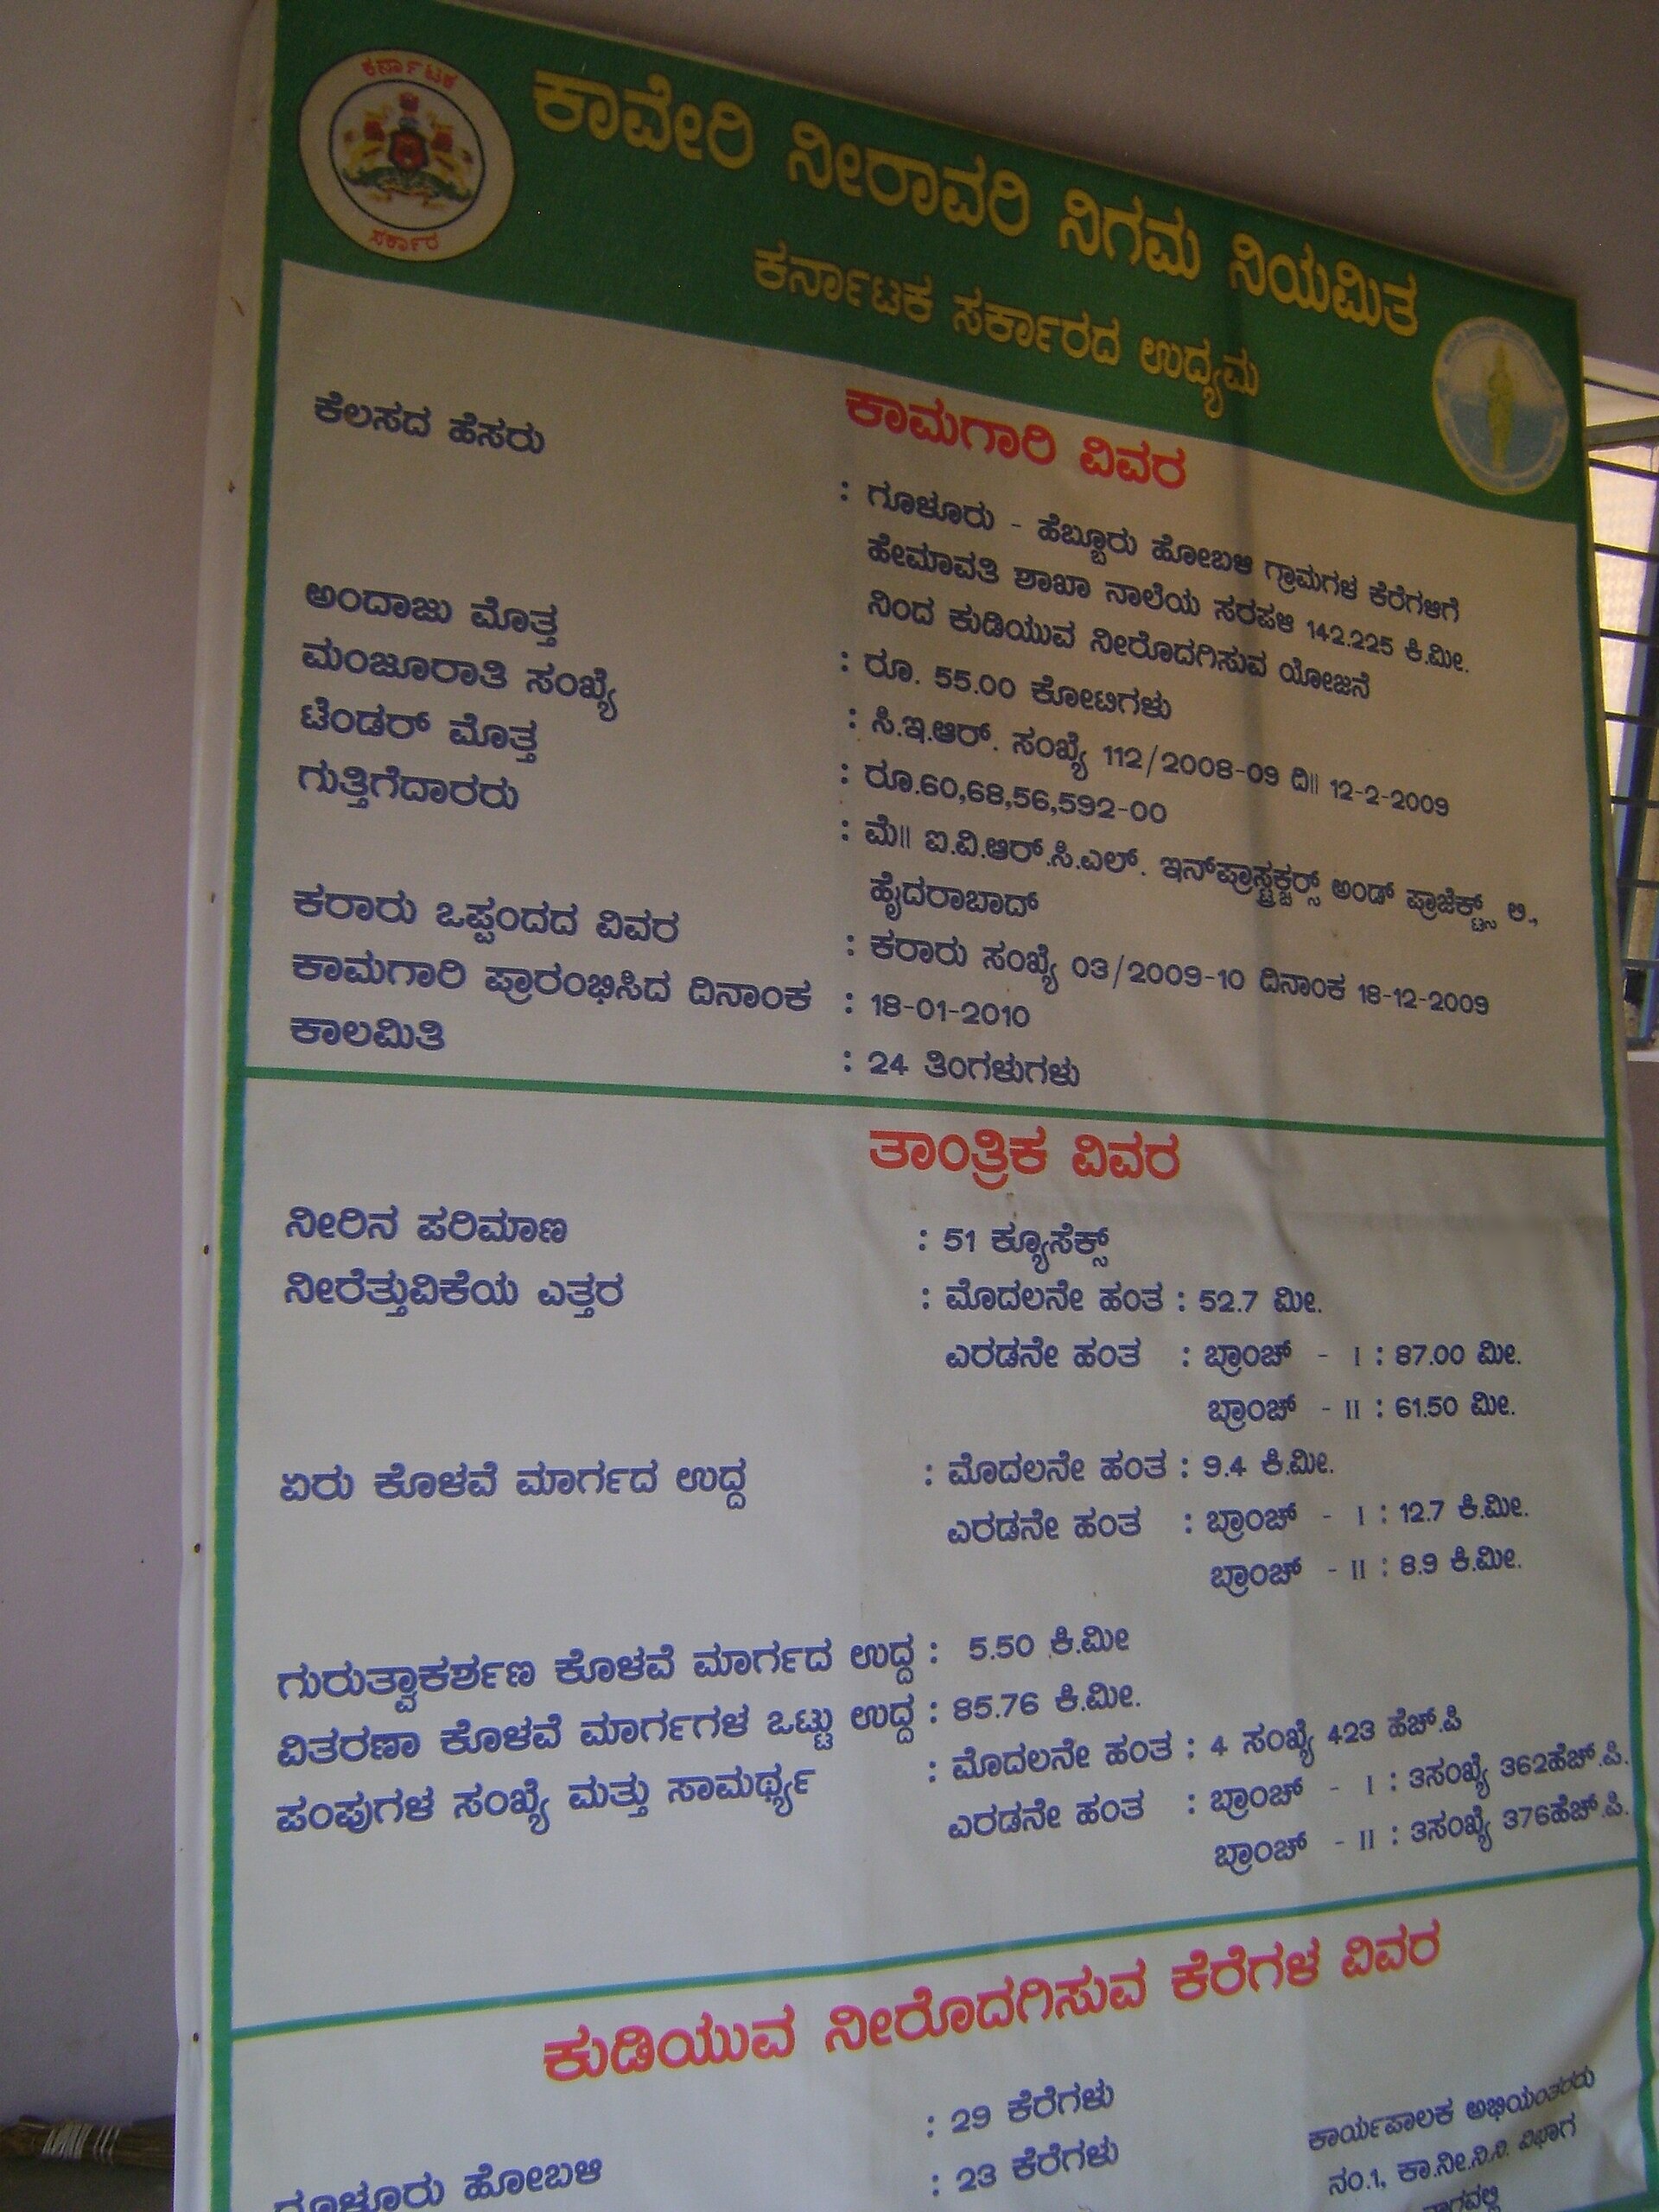 ಕರ್ನಾಟಕ
ಸರ್ಕಾರ
ಕಾವೇರಿ ನೀರಾವರಿ ನಿಗಮ ನಿಯಮಿತ
ಕರ್ನಾಟಕ ಸರ್ಕಾರದ ಉದ್ಯಮ
ಕಾಮಗಾರಿ ವಿವರ
ಕೆಲಸದ ಹೆಸರು : ಗೂಳೂರು - ಹೆಬ್ಬೂರು ಹೋಬಳಿ ಗ್ರಾಮಗಳ ಕೆರೆಗಳಿಗೆ
ಹೇಮಾವತಿ ಶಾಖಾ ನಾಲೆಯ ಸರಪಳಿ 142.225 ಕಿ.ಮೀ.
ನಿಂದ ಕುಡಿಯುವ ನೀರೊದಗಿಸುವ ಯೋಜನೆ
ಅಂದಾಜು ಮೊತ್ತ : ರೂ. 55.00 ಕೋಟಿಗಳು
ಮಂಜೂರಾತಿ ಸಂಖ್ಯೆ : ಸಿ.ಇ.ಆರ್. ಸಂಖ್ಯೆ 112/2008-09 ದಿ॥ 12-2-2009
ಟೆಂಡರ್ ಮೊತ್ತ : ರೂ.60,68,56,592-00
ಗುತ್ತಿಗೆದಾರರು : ಮೆ॥ ಐ.ವಿ.ಆರ್.ಸಿ.ಎಲ್. ಇನ್‌ಫ್ರಾಸ್ಟ್ರಕ್ಚರ್ಸ್ ಅಂಡ್ ಪ್ರಾಜೆಕ್ಟ್ಸ್ ಲಿ.,
ಹೈದರಾಬಾದ್
ಕರಾರು ಒಪ್ಪಂದದ ವಿವರ : ಕರಾರು ಸಂಖ್ಯೆ 03/2009-10 ದಿನಾಂಕ 18-12-2009
ಕಾಮಗಾರಿ ಪ್ರಾರಂಭಿಸಿದ ದಿನಾಂಕ : 18-01-2010
ಕಾಲಮಿತಿ : 24 ತಿಂಗಳುಗಳು
ತಾಂತ್ರಿಕ ವಿವರ
ನೀರಿನ ಪರಿಮಾಣ : 51 ಕ್ಯೂಸೆಕ್ಸ್
ನೀರೆತ್ತುವಿಕೆಯ ಎತ್ತರ : ಮೊದಲನೇ ಹಂತ : 52.7 ಮೀ.
ಎರಡನೇ ಹಂತ : ಬ್ರಾಂಚ್ - I : 87.00 ಮೀ.
ಬ್ರಾಂಚ್ - II : 61.50 ಮೀ.
ಏರು ಕೊಳವೆ ಮಾರ್ಗದ ಉದ್ದ : ಮೊದಲನೇ ಹಂತ : 9.4 ಕಿ.ಮೀ.
ಎರಡನೇ ಹಂತ : ಬ್ರಾಂಚ್ - I : 12.7 ಕಿ.ಮೀ.
ಬ್ರಾಂಚ್ - II : 8.9 ಕಿ.ಮೀ.
ಗುರುತ್ವಾಕರ್ಶಣ ಕೊಳವೆ ಮಾರ್ಗದ ಉದ್ದ : 5.50 ಕಿ.ಮೀ
ವಿತರಣಾ ಕೊಳವೆ ಮಾರ್ಗಗಳ ಒಟ್ಟು ಉದ್ದ : 85.76 ಕಿ.ಮೀ.
ಪಂಪುಗಳ ಸಂಖ್ಯೆ ಮತ್ತು ಸಾಮರ್ಥ್ಯ : ಮೊದಲನೇ ಹಂತ : 4 ಸಂಖ್ಯೆ 423 ಹೆಚ್.ಪಿ
ಎರಡನೇ ಹಂತ : ಬ್ರಾಂಚ್ - I : 3ಸಂಖ್ಯೆ 362ಹೆಚ್.ಪಿ.
ಬ್ರಾಂಚ್ - II : 3ಸಂಖ್ಯೆ 376ಹೆಚ್.ಪಿ.
ಕುಡಿಯುವ ನೀರೊದಗಿಸುವ ಕೆರೆಗಳ ವಿವರ
: 29 ಕೆರೆಗಳು
ಗೂಳೂರು ಹೋಬಳಿ : 23 ಕೆರೆಗಳು
ಕಾರ್ಯಪಾಲಕ ಅಭಿಯಂತರರು
ನಂ.1, ಕಾ.ನೀ.ನಿ.ನಿ. ವಿಭಾಗ
ನಾಗವಲ್ಲಿ